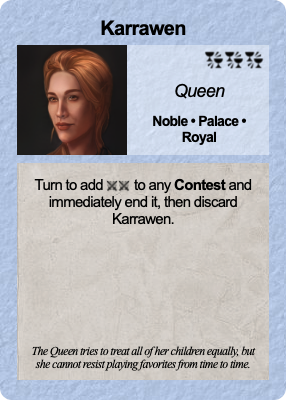 Karrawen
Queen
Noble • Palace •
Royal
Turn to add to any Contest and
immediately end it, then discard
Karrawen.
The Queen tries to treat all of her children equally, but
she cannot resist playing favorites from time to time.